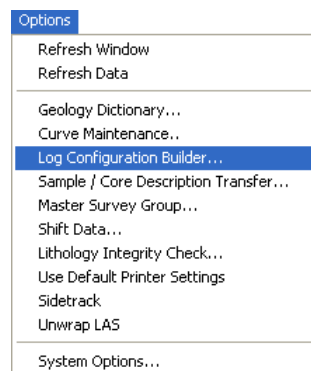 Options
Refresh Window
Refresh Data
Geology Dictionary...
Curve Maintenance..
Log Configuration Builder...
Sample / Core Description Transfer...
Master Survey Group...
Shift Data...
Lithology Integrity Check...
Use Default Printer Settings
Sidetrack
Unwrap LAS
System Options...